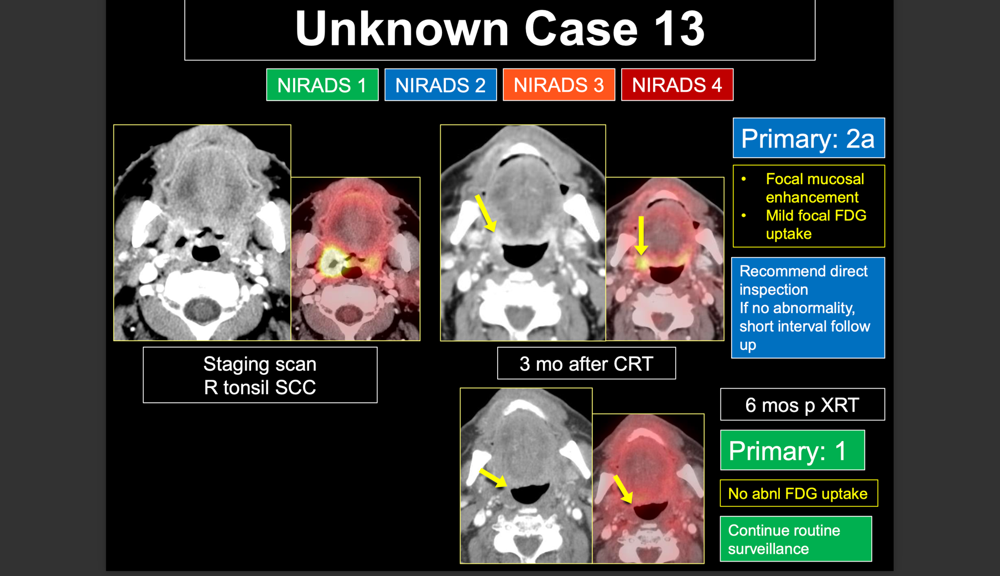 Unknown Case 13
NIRADS 1
NIRADS 2
NIRADS 3
NIRADS 4
Primary: 2a
• Focal mucosal
enhancement
• Mild focal FDG
uptake
Recommend direct
inspection
If no abnormality,
short interval follow
up
Staging scan
R tonsil SCC
3 mo after CRT
6 mos p XRT
Primary: 1
No abnl FDG uptake
Continue routine
surveillance